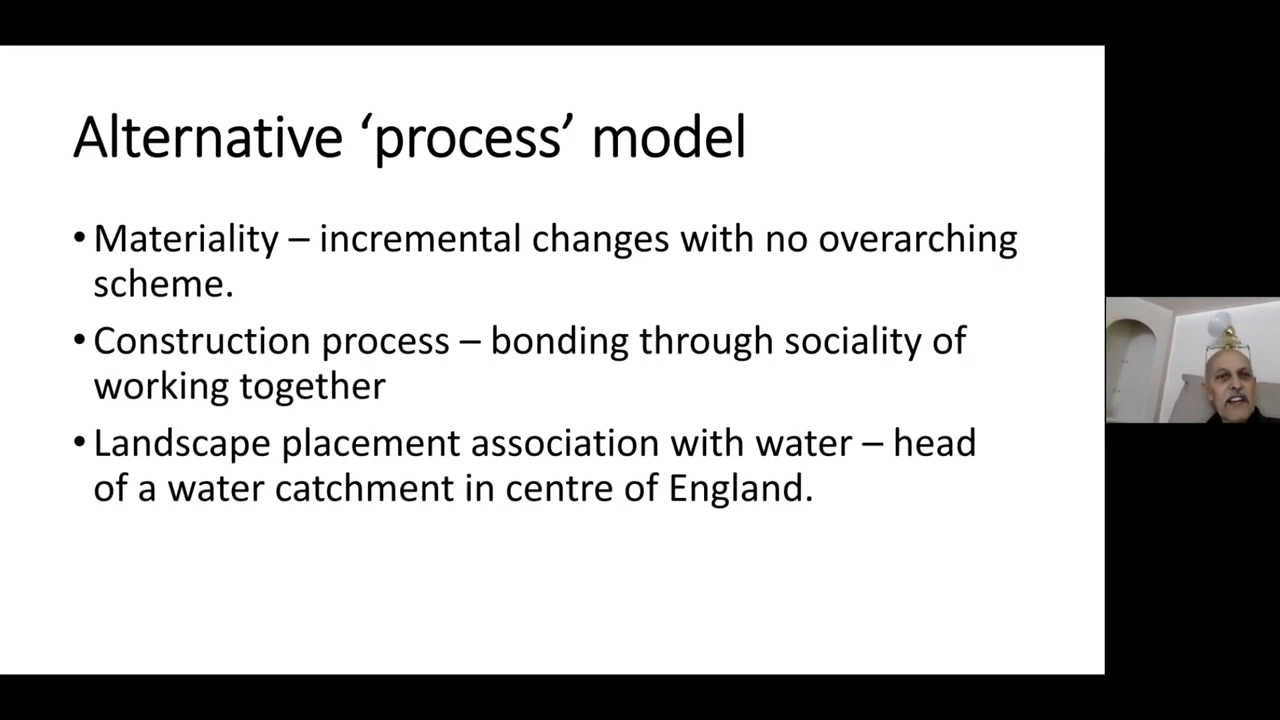 Alternative ‘process’ model
• Materiality – incremental changes with no overarching
scheme.
• Construction process – bonding through sociality of
working together
• Landscape placement association with water – head
of a water catchment in centre of England.